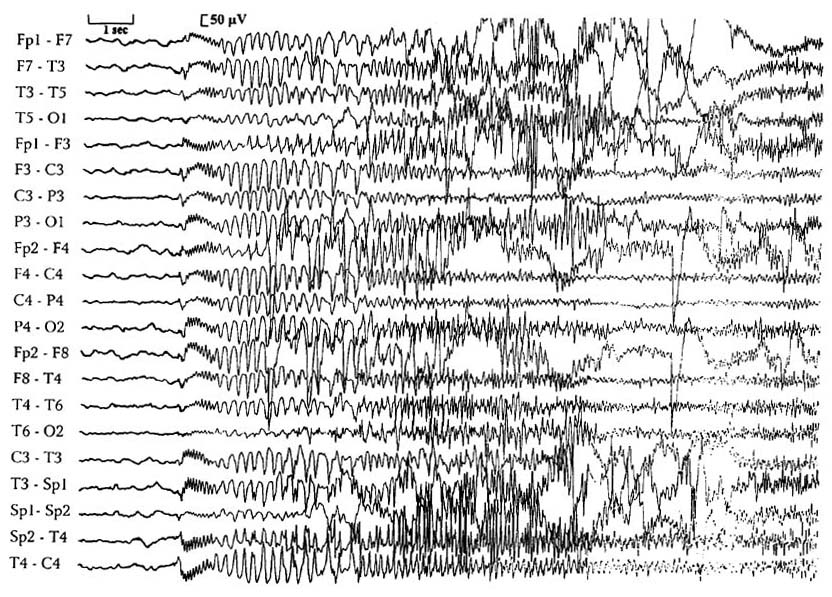 1 sec
50 µV
Fp1 - F7
F7 - T3
T3 - T5
T5 - O1
Fp1 - F3
F3 - C3
C3 - P3
P3 - O1
Fp2 - F4
F4 - C4
C4 - P4
P4 - O2
Fp2 - F8
F8 - T4
T4 - T6
T6 - O2
C3 - T3
T3 - Sp1
Sp1- Sp2
Sp2 - T4
T4 - C4